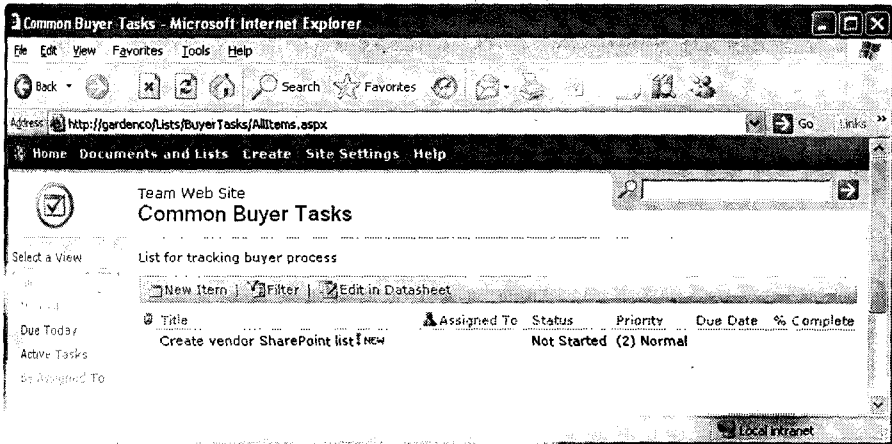 Common Buyer Tasks - Microsoft Internet Explorer
File Edit View Favorites Tools Help
Back Search Favorites
Address http://gardenco/Lists/BuyerTasks/AllItems.aspx Go Links »
Home Documents and Lists Create Site Settings Help
Team Web Site
Common Buyer Tasks
Select a View
List for tracking buyer process
New Item | Filter | Edit in Datasheet
Title Assigned To Status Priority Due Date % Complete
Create vendor SharePoint list ! NEW Not Started (2) Normal
Due Today
Active Tasks
By Assigned To
Local intranet